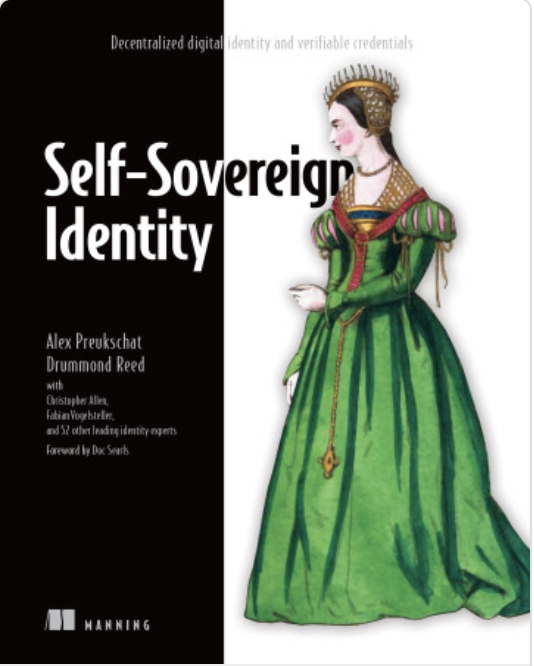 Decentralized digital identity and verifiable credentials
Self-Sovereign
Identity
Alex Preukschat
Drummond Reed
with
Christopher Allen,
Fabian Vogelsteller,
and 52 other leading identity experts
Foreword by Doc Searls
MANNING